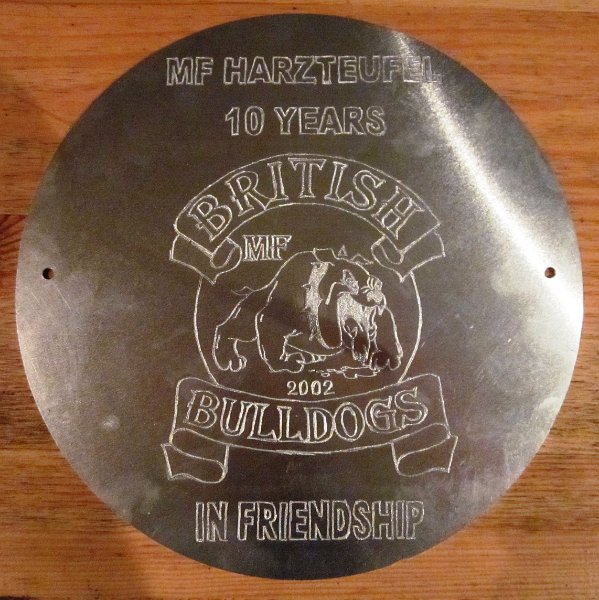 MF HARZTEUFEL
10 YEARS
BRITISH
MF
2002
BULLDOGS
IN FRIENDSHIP